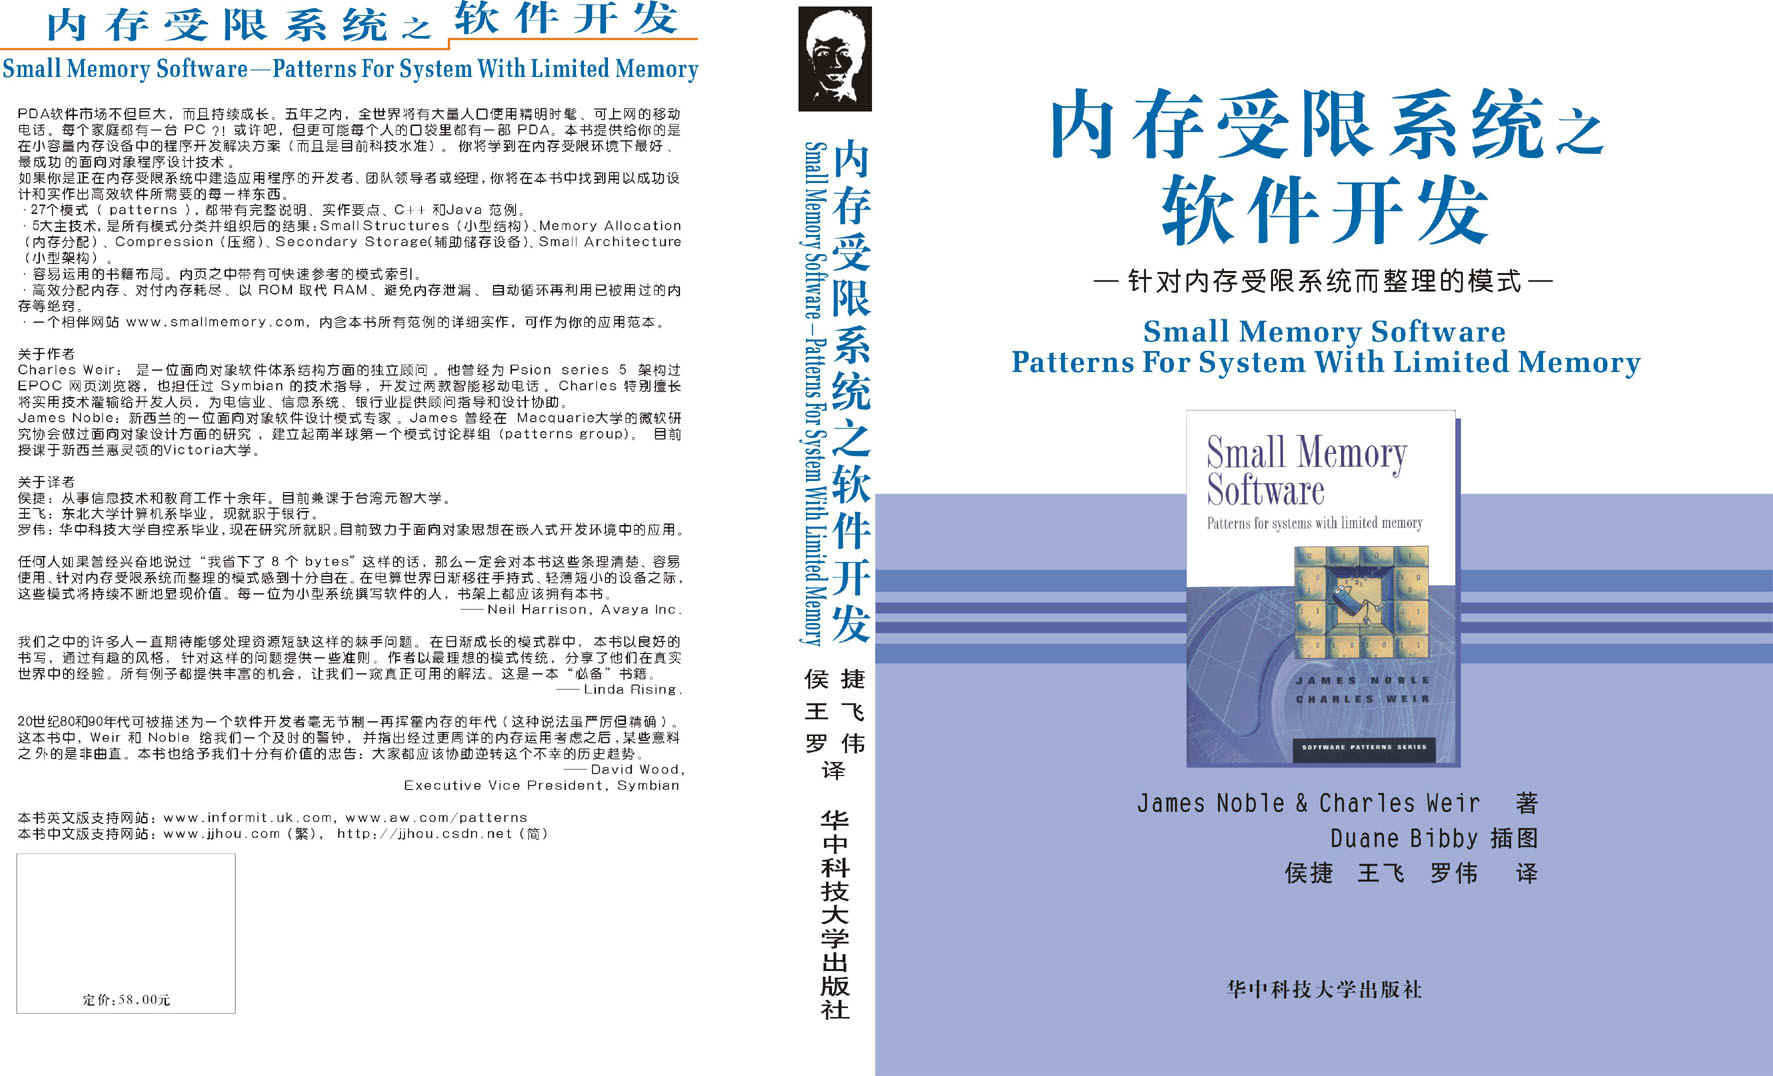 内存受限系统之软件开发
Small Memory Software—Patterns For System With Limited Memory
PDA软件市场不但巨大，而且持续成长。五年之内，全世界将有大量人口使用精明时髦、可上网的移动
电话。每个家庭都有一台 PC ?! 或许吧，但更可能每个人的口袋里都有一部 PDA。本书提供给你的是
在小容量内存设备中的程序开发解决方案（而且是目前科技水准）。你将学到在内存受限环境下最好、
最成功的面向对象程序设计技术。
如果你是正在内存受限系统中建造应用程序的开发者、团队领导者或经理，你将在本书中找到用以成功设
计和实作出高效软件所需要的每一样东西。
·27个模式（ patterns ），都带有完整说明、实作要点、C++ 和Java 范例。
·5大主技术，是所有模式分类并组织后的结果：Small Structures（小型结构）、Memory Allocation
（内存分配）、Compression（压缩）、Secondary Storage(辅助储存设备）、Small Architecture
（小型架构）。
·容易运用的书籍布局。内页之中带有可快速参考的模式索引。
·高效分配内存、对付内存耗尽、以 ROM 取代 RAM、避免内存泄漏、 自动循环再利用已被用过的内
存等绝窍。
·一个相伴网站 www.smallmemory.com，内含本书所有范例的详细实作，可作为你的应用范本。
关于作者
Charles Weir： 是一位面向对象软件体系结构方面的独立顾问。他曾经为 Psion series 5 架构过
EPOC 网页浏览器，也担任过 Symbian 的技术指导，开发过两款智能移动电话。Charles 特别擅长
将实用技术灌输给开发人员，为电信业、信息系统、银行业提供顾问指导和设计协助。
James Noble：新西兰的一位面向对象软件设计模式专家。James 曾经在 Macquarie大学的微软研
究协会做过面向对象设计方面的研究，建立起南半球第一个模式讨论群组（patterns group）。 目前
授课于新西兰惠灵顿的Victoria大学。
关于译者
侯捷：从事信息技术和教育工作十余年。目前兼课于台湾元智大学。
王飞：东北大学计算机系毕业，现就职于银行。
罗伟：华中科技大学自控系毕业，现在研究所就职。目前致力于面向对象思想在嵌入式开发环境中的应用。
任何人如果曾经兴奋地说过“我省下了 8 个 bytes”这样的话，那么一定会对本书这些条理清楚、容易
使用、针对内存受限系统而整理的模式感到十分自在。在电算世界日渐移往手持式、轻薄短小的设备之际，
这些模式将持续不断地显现价值。每一位为小型系统撰写软件的人，书架上都应该拥有本书。
——Neil Harrison, Avaya Inc.
我们之中的许多人一直期待能够处理资源短缺这样的棘手问题。在日渐成长的模式群中，本书以良好的
书写，通过有趣的风格，针对这样的问题提供一些准则。作者以最理想的模式传统，分享了他们在真实
世界中的经验。所有例子都提供丰富的机会，让我们一窥真正可用的解法。这是一本“必备”书籍。
——Linda Rising.
20世纪80和90年代可被描述为一个软件开发者毫无节制一再挥霍内存的年代（这种说法虽严厉但精确）。
这本书中，Weir 和 Noble 给我们一个及时的警钟，并指出经过更周详的内存运用考虑之后，某些意料
之外的是非曲直。本书也给予我们十分有价值的忠告：大家都应该协助逆转这个不幸的历史趋势。
——David Wood,
Executive Vice President, Symbian
本书英文版支持网站：www.informit.uk.com, www.aw.com/patterns
本书中文版支持网站：www.jjhou.com（繁）， http://jjhou.csdn.net（简）
定价:58.00元
内存受限系统之软件开发
Small Memory Software—Patterns For System With Limited Memory
侯 捷
王 飞
罗 伟
译
华中科技大学出版社
内存受限系统之
软件开发
—针对内存受限系统而整理的模式—
Small Memory Software
Patterns For System With Limited Memory
Small Memory
Software
Patterns for systems with limited memory
JAMES NOBLE
CHARLES WEIR
SOFTWARE PATTERNS SERIES
James Noble & Charles Weir 著
Duane Bibby 插图
侯捷 王飞 罗伟 译
华中科技大学出版社